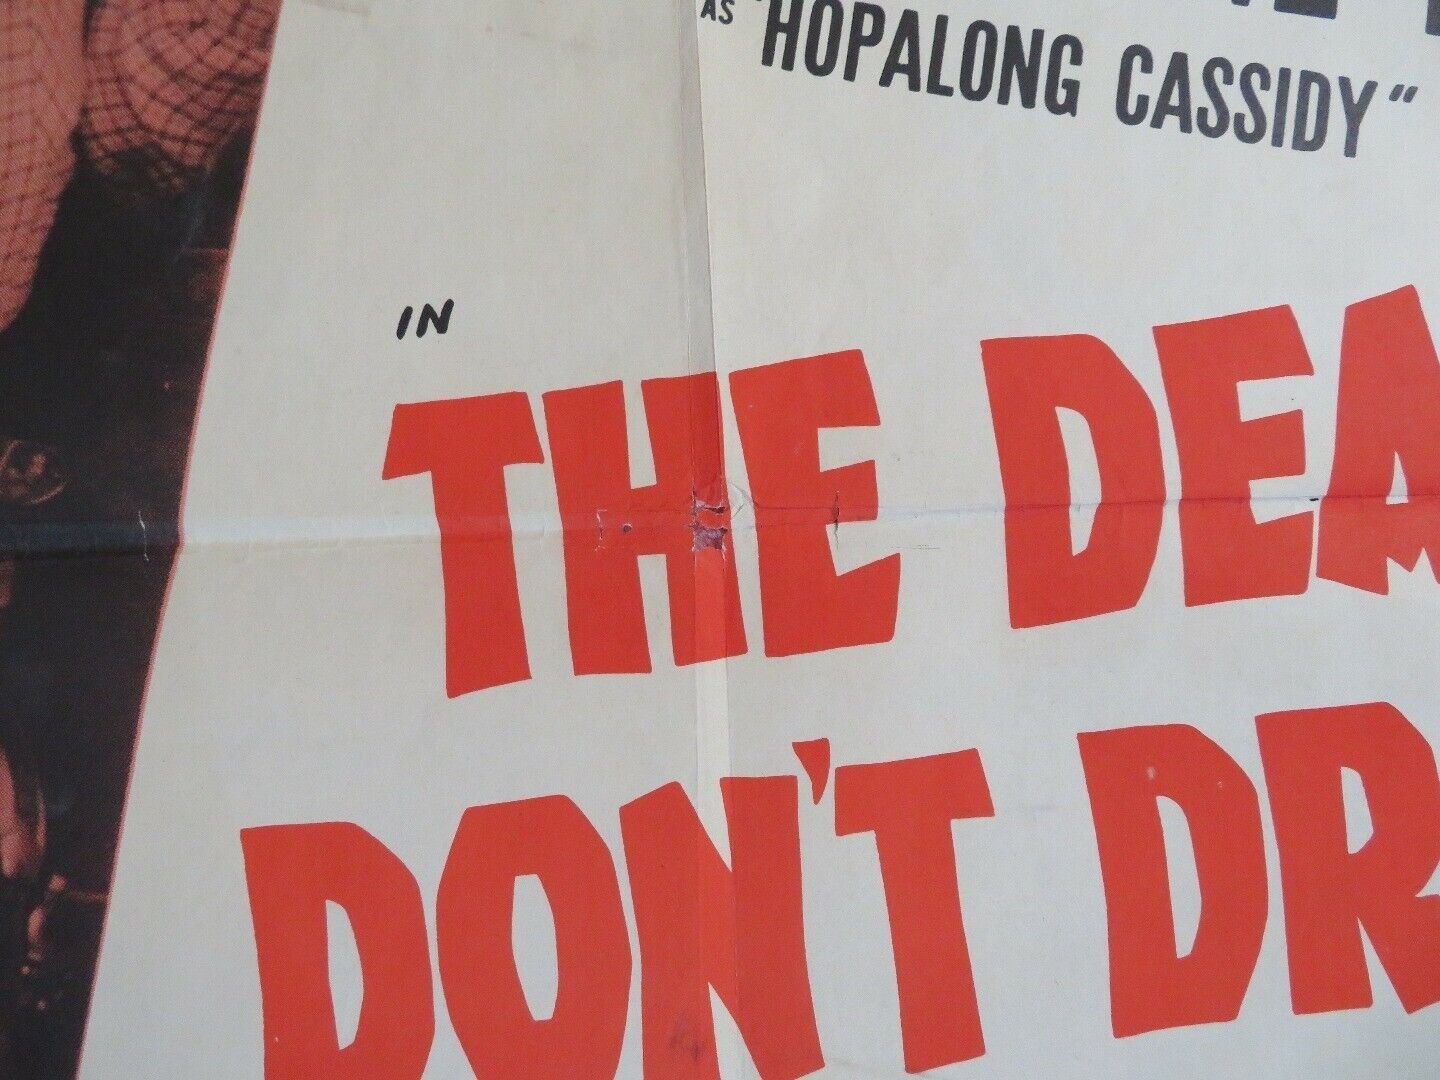 AS "HOPALONG CASSIDY"
IN
THE DEA
DON'T DR